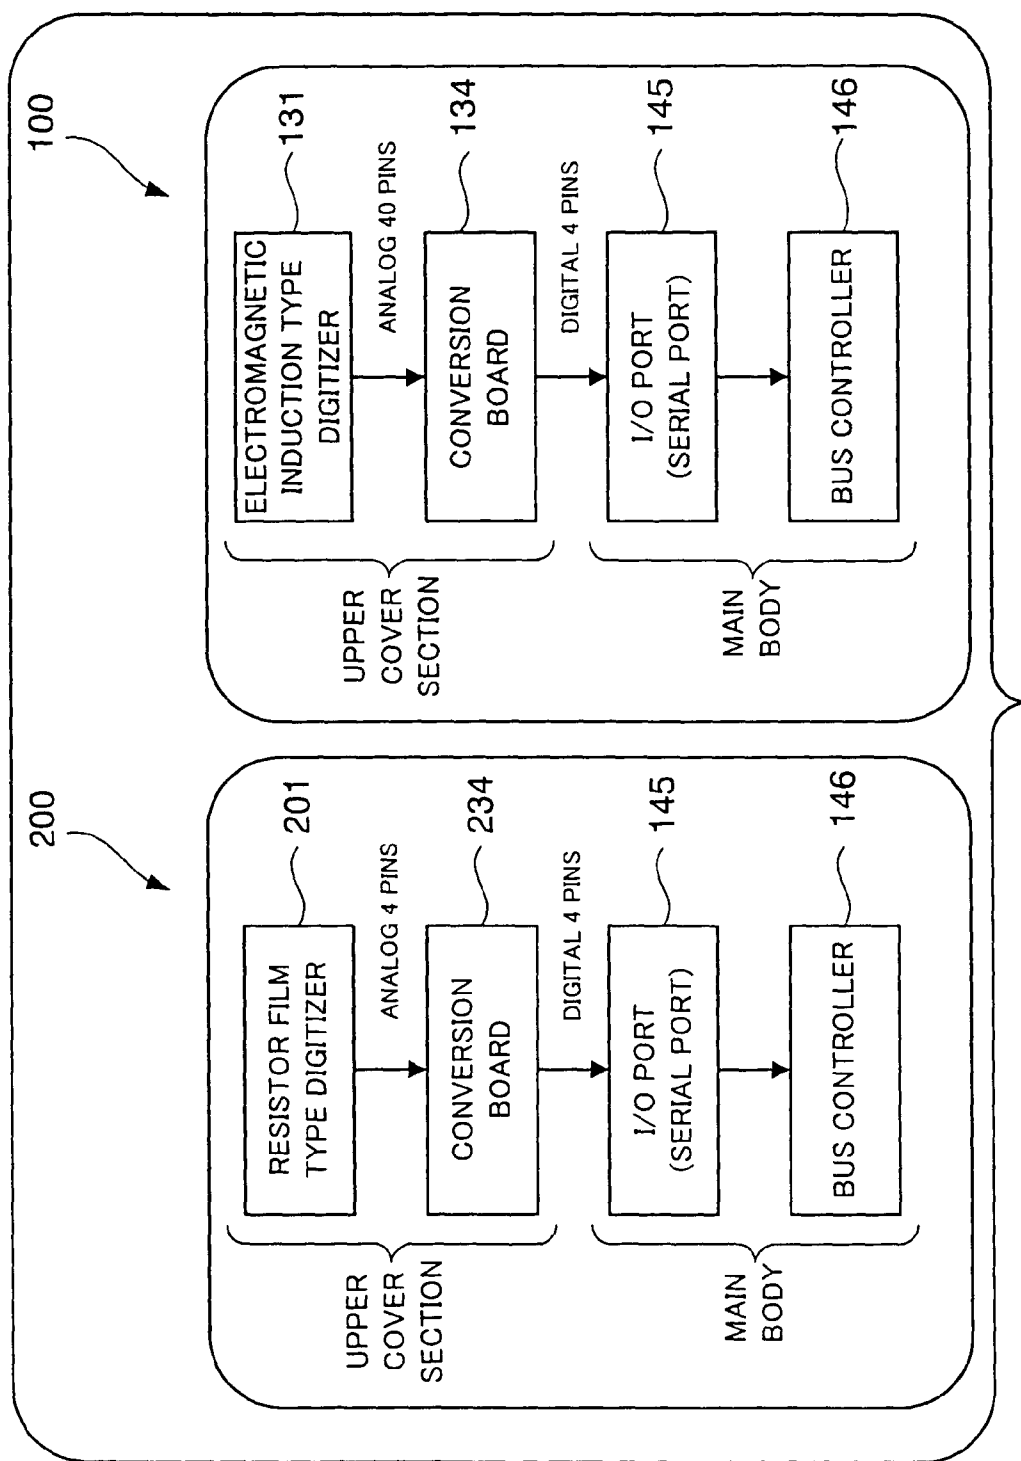 200
RESISTOR FILM
TYPE DIGITIZER
201
ANALOG 4 PINS
CONVERSION
BOARD
234
UPPER
COVER
SECTION
DIGITAL 4 PINS
I/O PORT
(SERIAL PORT)
145
BUS CONTROLLER
146
MAIN
BODY
100
ELECTROMAGNETIC
INDUCTION TYPE
DIGITIZER
131
ANALOG 40 PINS
CONVERSION
BOARD
134
UPPER
COVER
SECTION
DIGITAL 4 PINS
I/O PORT
(SERIAL PORT)
145
BUS CONTROLLER
146
MAIN
BODY